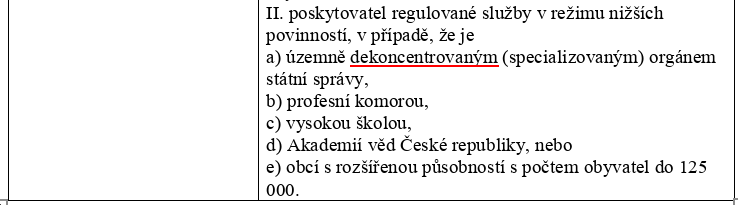 II. poskytovatel regulované služby v režimu nižších
povinností, v případě, že je
a) územně dekoncentrovaným (specializovaným) orgánem
státní správy,
b) profesní komorou,
c) vysokou školou,
d) Akademií věd České republiky, nebo
e) obcí s rozšířenou působností s počtem obyvatel do 125
000.